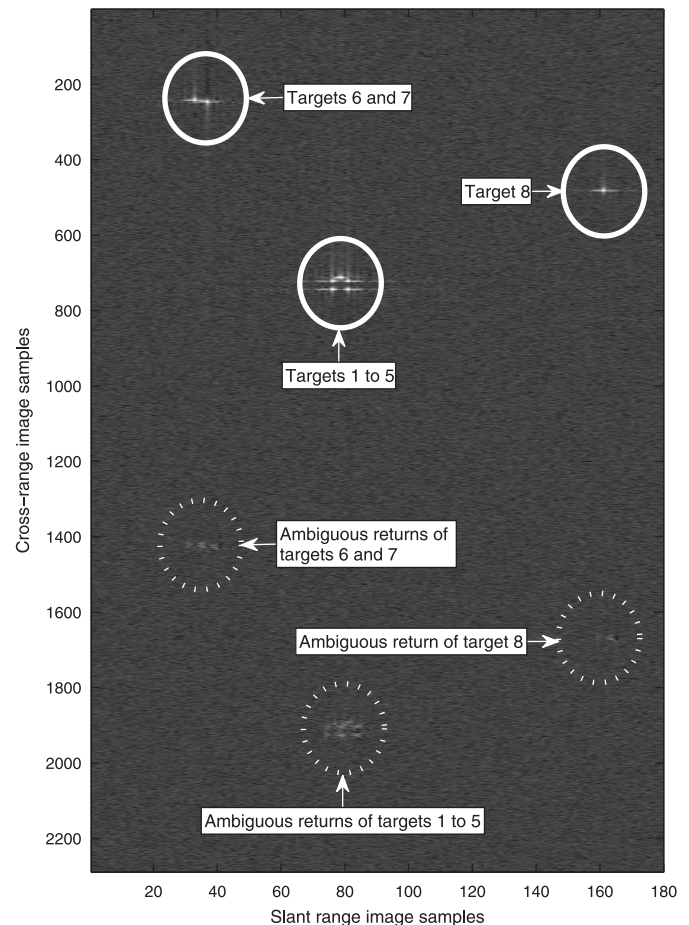 200
Targets 6 and 7
400
Target 8
600
800
Targets 1 to 5
1000
1200
Cross−range image samples
1400
Ambiguous returns of
targets 6 and 7
1600
Ambiguous return of target 8
1800
2000
Ambiguous returns of targets 1 to 5
2200
20 40 60 80 100 120 140 160 180
Slant range image samples